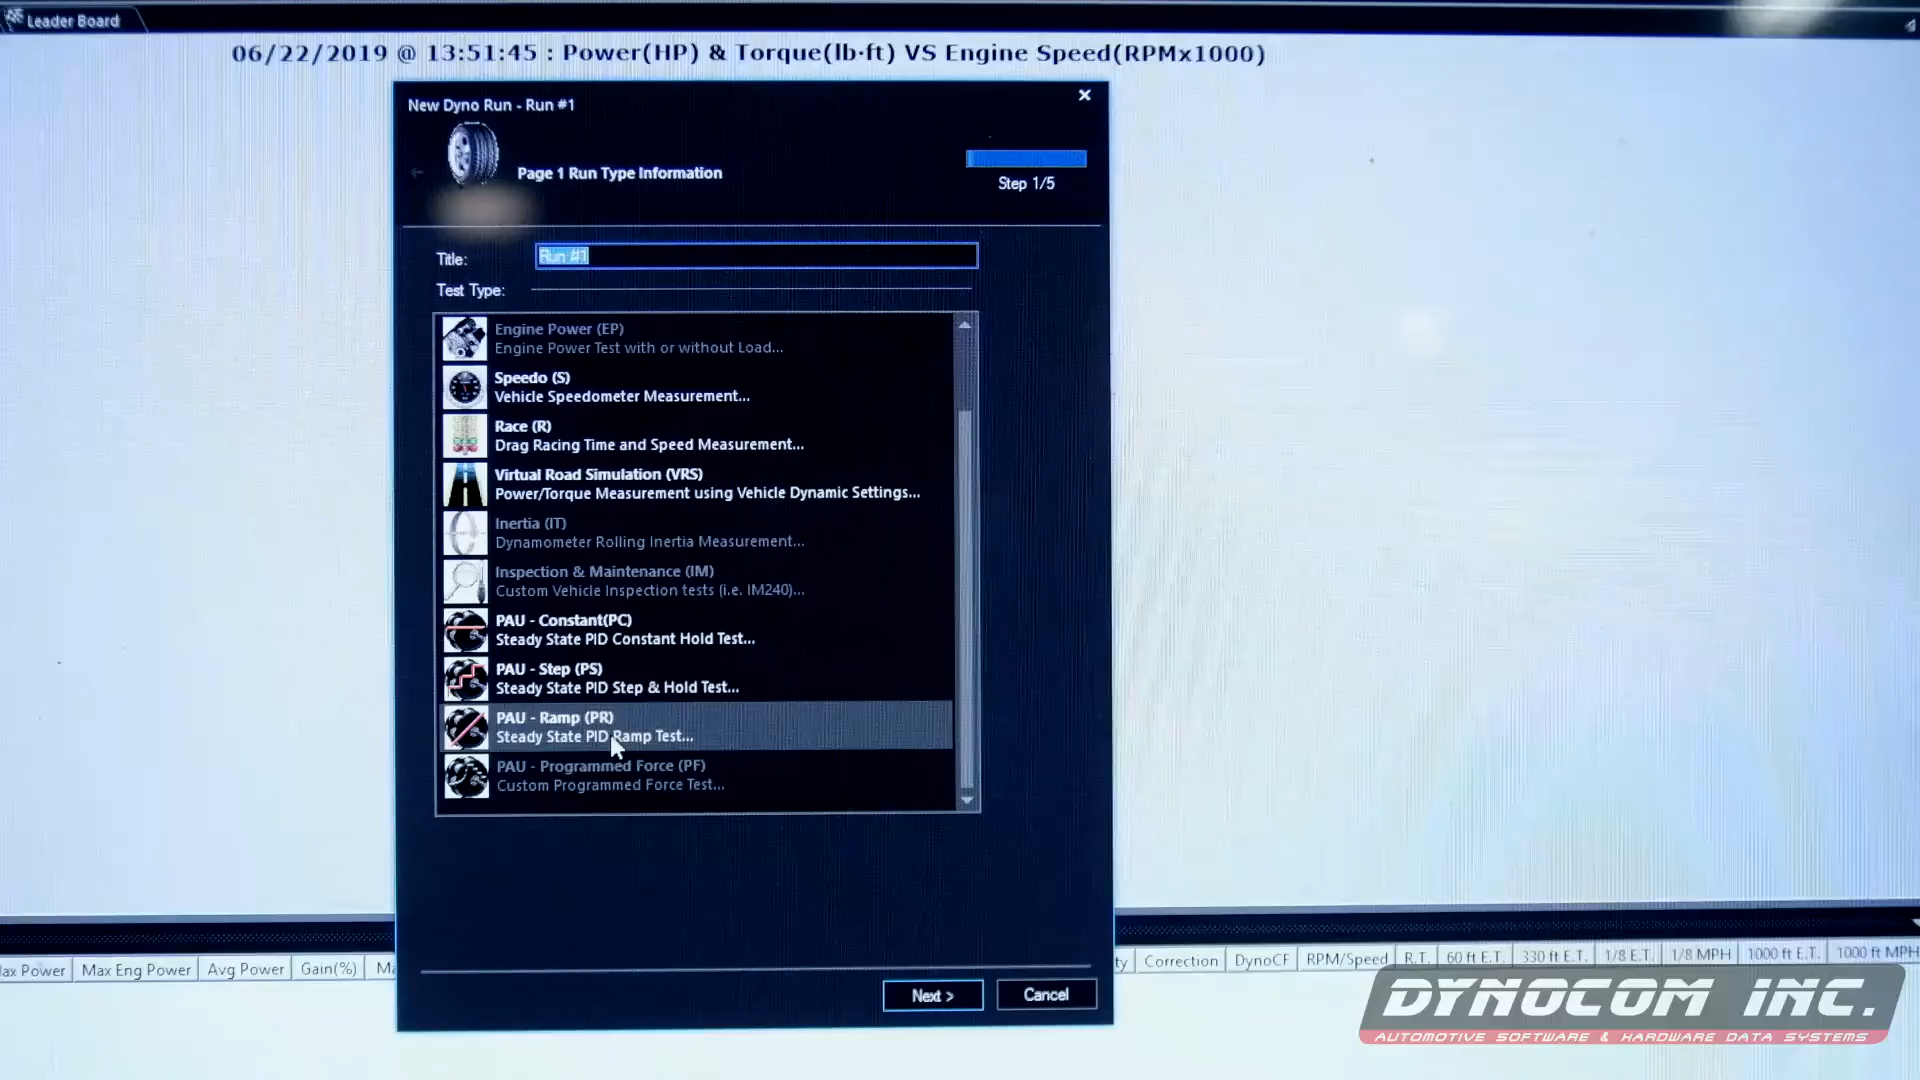 Leader Board
06/22/2019 @ 13:51:45 : Power(HP) & Torque(lb·ft) VS Engine Speed(RPMx1000)
New Dyno Run - Run #1
Page 1 Run Type Information
Step 1/5
Title:
Run #1
Test Type:
Engine Power (EP)
Engine Power Test with or without Load...
Speedo (S)
Vehicle Speedometer Measurement...
Race (R)
Drag Racing Time and Speed Measurement...
Virtual Road Simulation (VRS)
Power/Torque Measurement using Vehicle Dynamic Settings...
Inertia (IT)
Dynamometer Rolling Inertia Measurement...
Inspection & Maintenance (IM)
Custom Vehicle Inspection tests (i.e. IM240)...
PAU - Constant(PC)
Steady State PID Constant Hold Test...
PAU - Step (PS)
Steady State PID Step & Hold Test...
PAU - Ramp (PR)
Steady State PID Ramp Test...
PAU - Programmed Force (PF)
Custom Programmed Force Test...
Next > Cancel
Power Max Eng Power Avg Power Gain(%) Correction DynoCF RPM/Speed R.T. 60 ft E.T. 330 ft E.T. 1/8 E.T. 1/8 MPH 1000 ft E.T. 1000 ft MPH
DYNOCOM INC.
AUTOMOTIVE SOFTWARE & HARDWARE DATA SYSTEMS